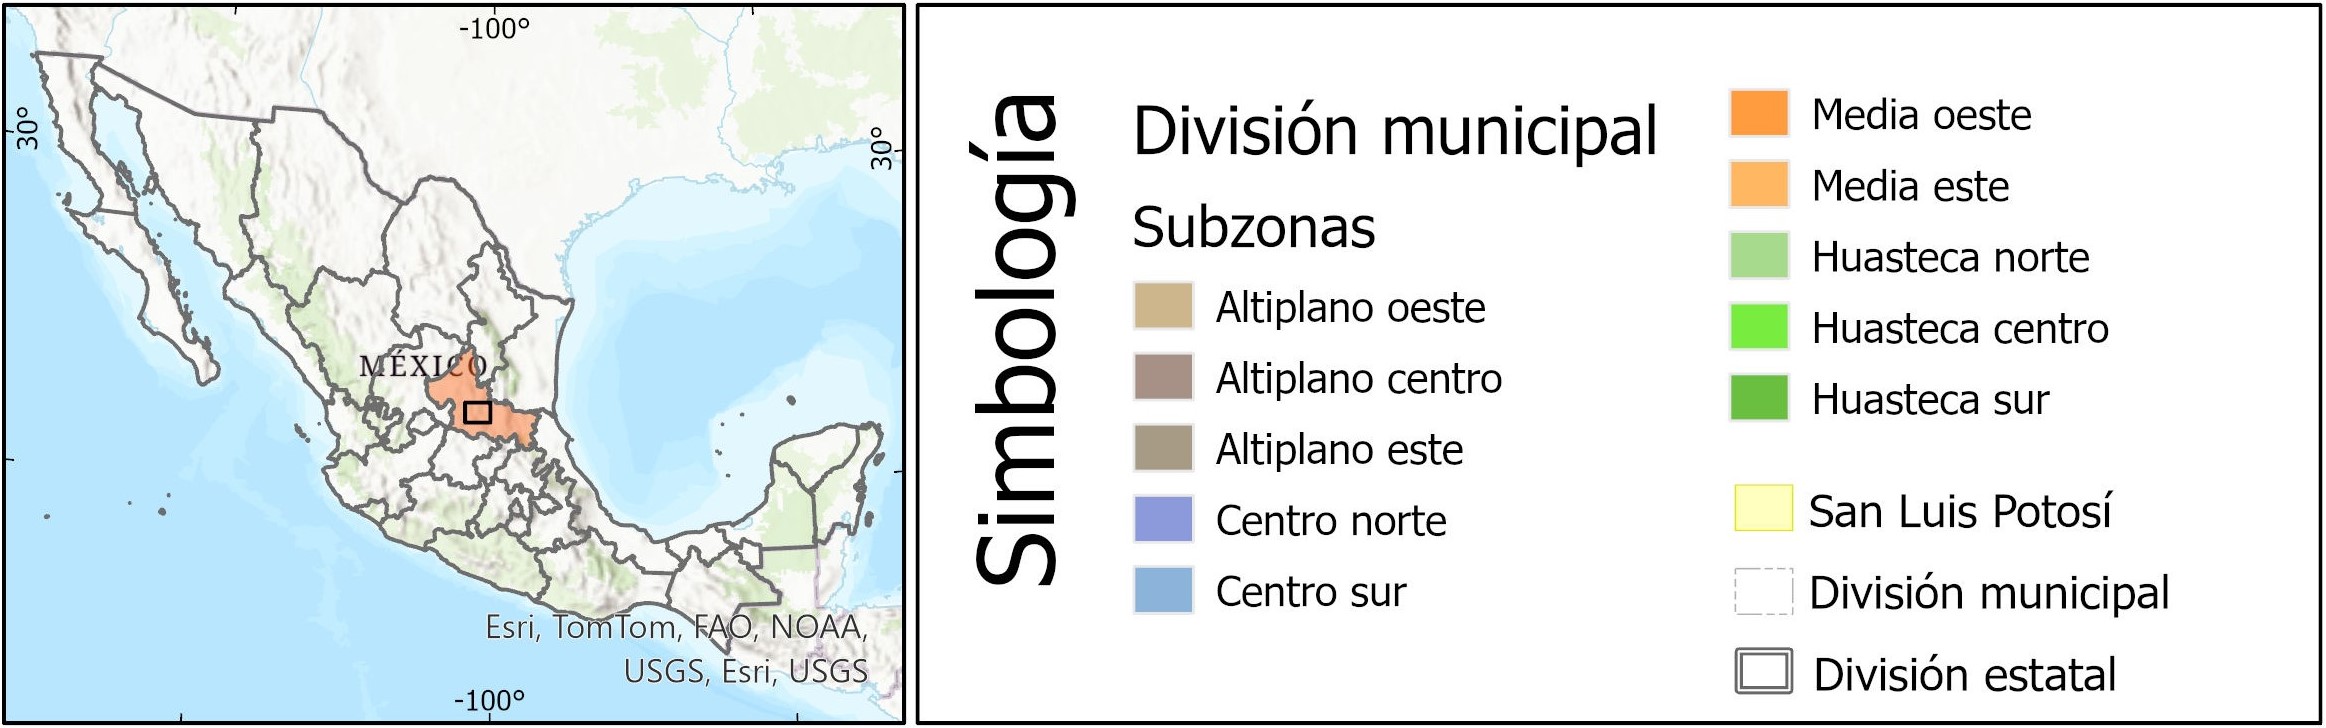 -100°
30°
30°
MÉXICO
Esri, TomTom, FAO, NOAA,
USGS, Esri, USGS
-100°
Simbología
División municipal
Subzonas
Altiplano oeste
Altiplano centro
Altiplano este
Centro norte
Centro sur
Media oeste
Media este
Huasteca norte
Huasteca centro
Huasteca sur
San Luis Potosí
División municipal
División estatal